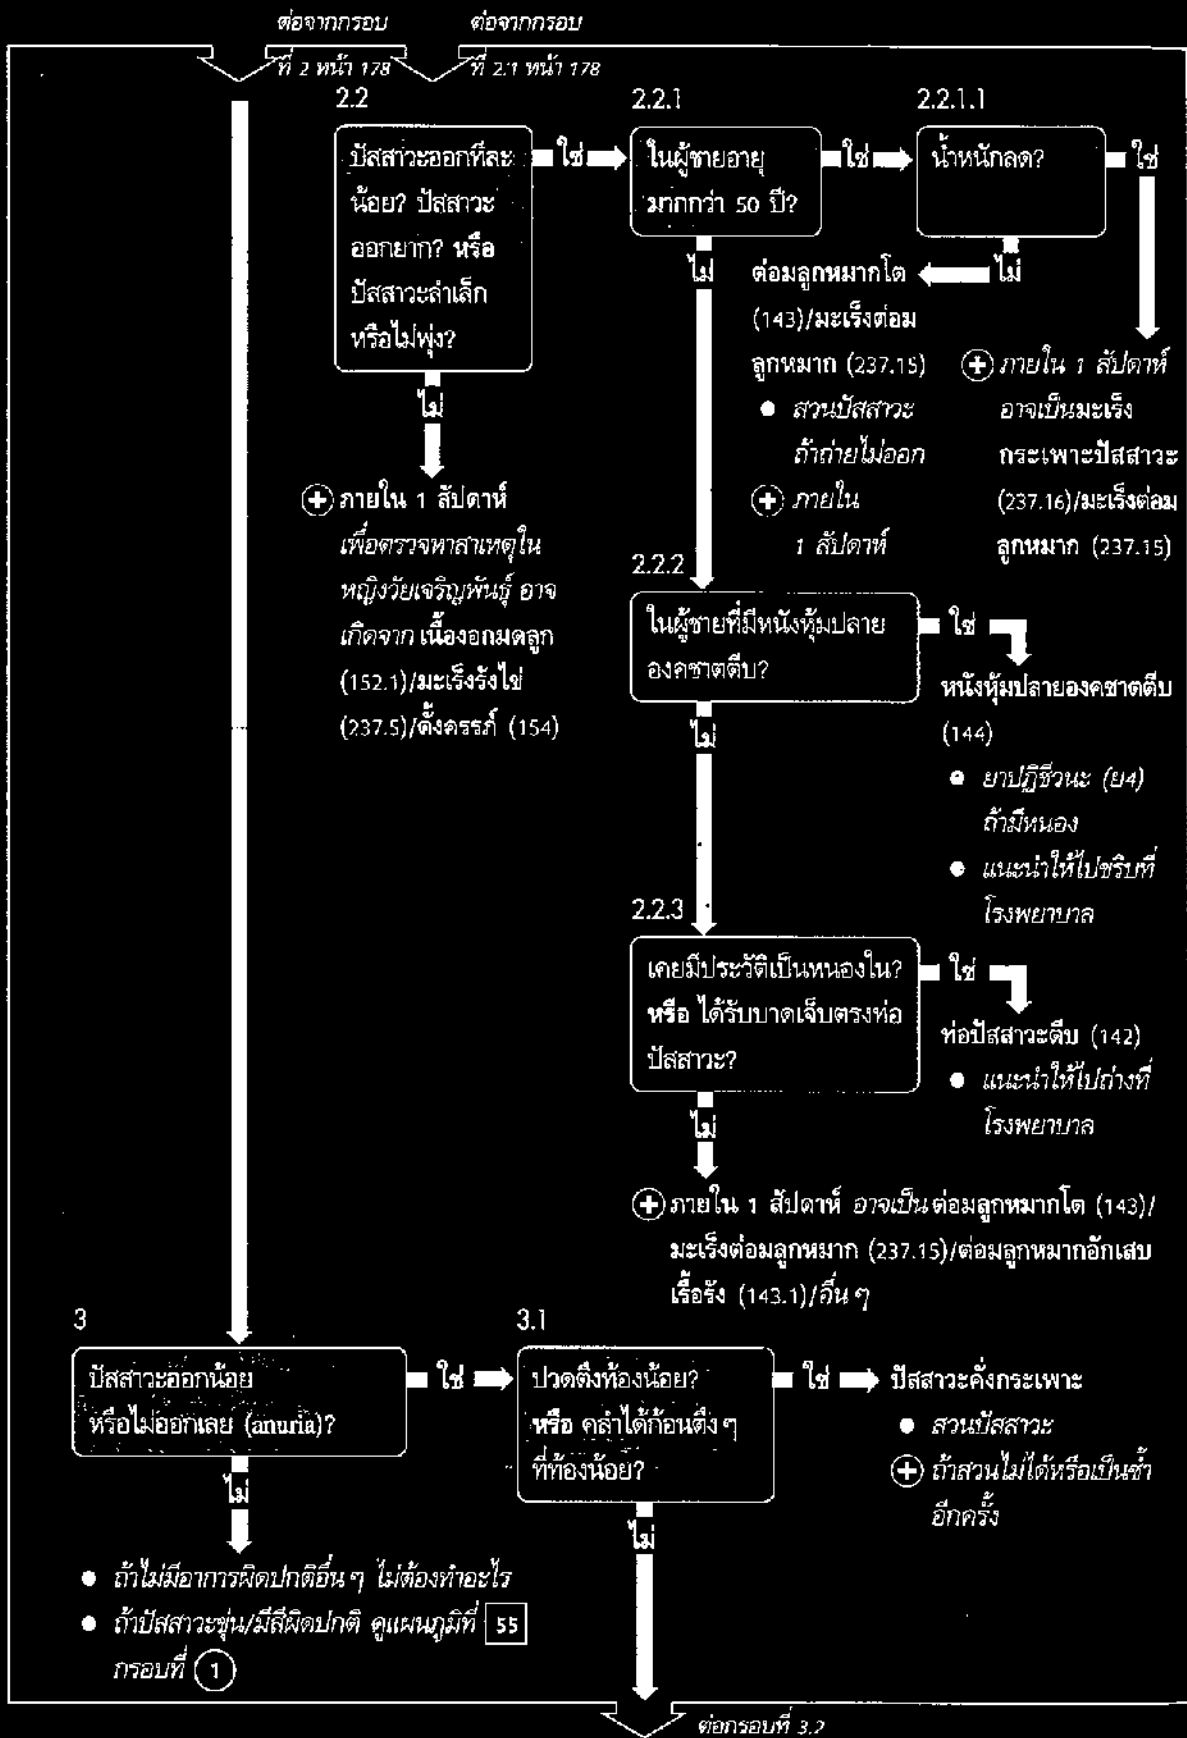 ต่อจากกรอบ
ที่ 2 หน้า 178
ต่อจากกรอบ
ที่ 2.1 หน้า 178
2.2
ปัสสาวะออกทีละ
น้อย? ปัสสาวะ
ออกยาก? หรือ
ปัสสาวะลำเล็ก
หรือไม่พุ่ง?
ใช่
2.2.1
ในผู้ชายอายุ
มากกว่า 50 ปี?
ใช่
2.2.1.1
น้ำหนักลด?
ใช่
ไม่
ต่อมลูกหมากโต
(143)/มะเร็งต่อม
ลูกหมาก (237.15)
● สวนปัสสาวะ
ถ้าถ่ายไม่ออก
⊕ ภายใน
1 สัปดาห์
⊕ ภายใน 1 สัปดาห์
อาจเป็นมะเร็ง
กระเพาะปัสสาวะ
(237.16)/มะเร็งต่อม
ลูกหมาก (237.15)
ไม่
⊕ ภายใน 1 สัปดาห์
เพื่อตรวจหาสาเหตุใน
หญิงวัยเจริญพันธุ์ อาจ
เกิดจาก เนื้องอกมดลูก
(152.1)/มะเร็งรังไข่
(237.5)/ตั้งครรภ์ (154)
ไม่
2.2.2
ในผู้ชายที่มีหนังหุ้มปลาย
องคชาตตีบ?
ใช่
หนังหุ้มปลายองคชาตตีบ
(144)
● ยาปฏิชีวนะ (ย4)
ถ้ามีหนอง
● แนะนำให้ไปขริบที่
โรงพยาบาล
ไม่
2.2.3
เคยมีประวัติเป็นหนองใน?
หรือ ได้รับบาดเจ็บตรงท่อ
ปัสสาวะ?
ใช่
ท่อปัสสาวะตีบ (142)
● แนะนำให้ไปถ่างที่
โรงพยาบาล
ไม่
⊕ ภายใน 1 สัปดาห์ อาจเป็น ต่อมลูกหมากโต (143)/
มะเร็งต่อมลูกหมาก (237.15)/ต่อมลูกหมากอักเสบ
เรื้อรัง (143.1)/อื่น ๆ
3
ปัสสาวะออกน้อย
หรือไม่ออกเลย (anuria)?
ใช่
3.1
ปวดตึงท้องน้อย?
หรือ คลำได้ก้อนตึง ๆ
ที่ท้องน้อย?
ใช่
ปัสสาวะคั่งกระเพาะ
● สวนปัสสาวะ
⊕ ถ้าสวนไม่ได้หรือเป็นซ้ำ
อีกครั้ง
ไม่
● ถ้าไม่มีอาการผิดปกติอื่น ๆ ไม่ต้องทำอะไร
● ถ้าปัสสาวะขุ่น/มีสีผิดปกติ ดูแผนภูมิที่ 55
กรอบที่ 1
ไม่
ต่อกรอบที่ 3.2